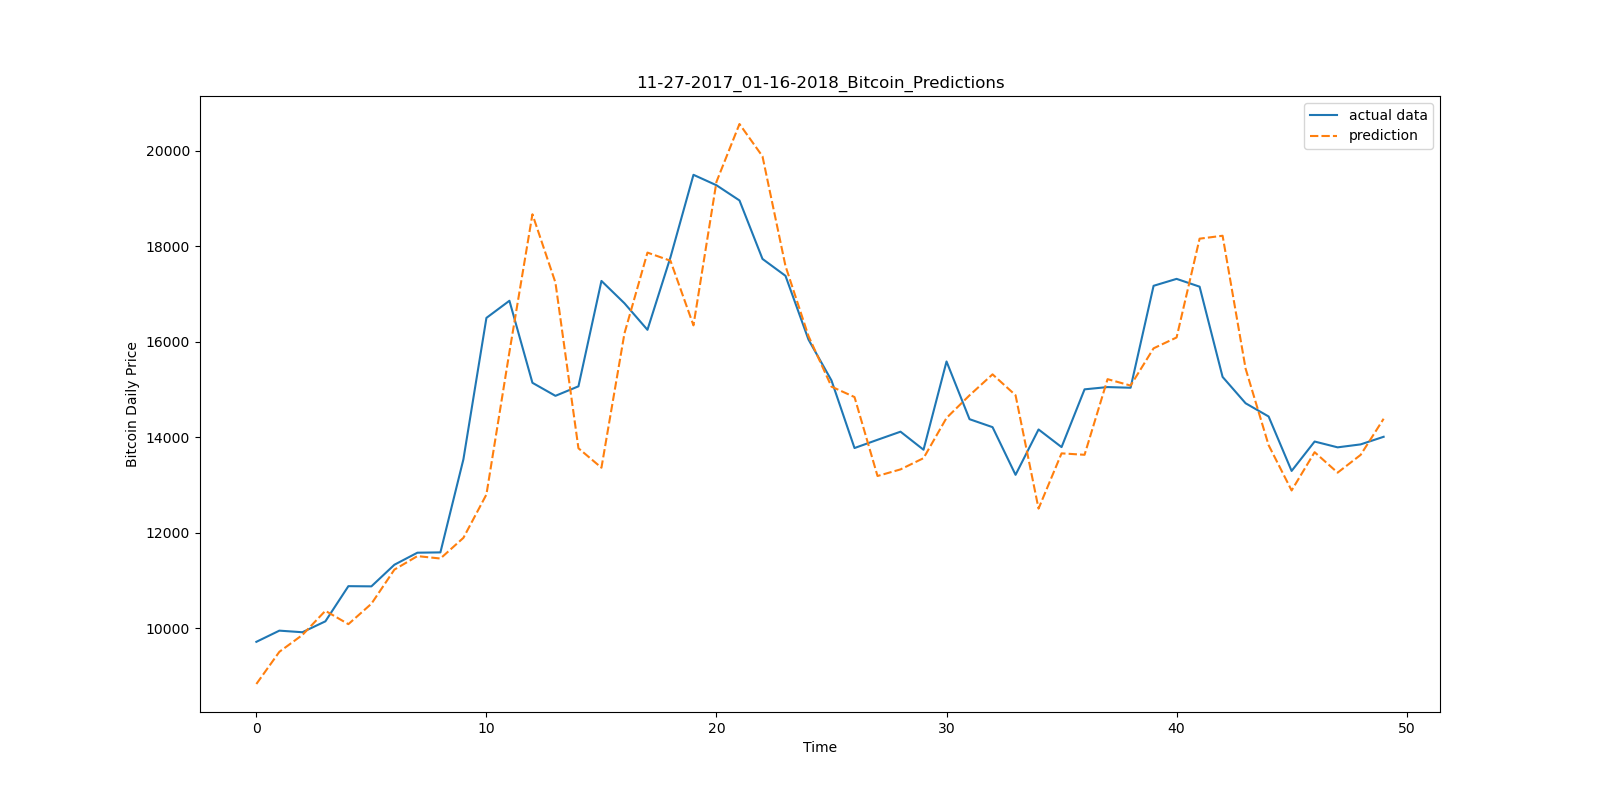 11-27-2017_01-16-2018_Bitcoin_Predictions
actual data
prediction
20000
18000
16000
14000
12000
10000
Bitcoin Daily Price
0
10
20
30
40
50
Time